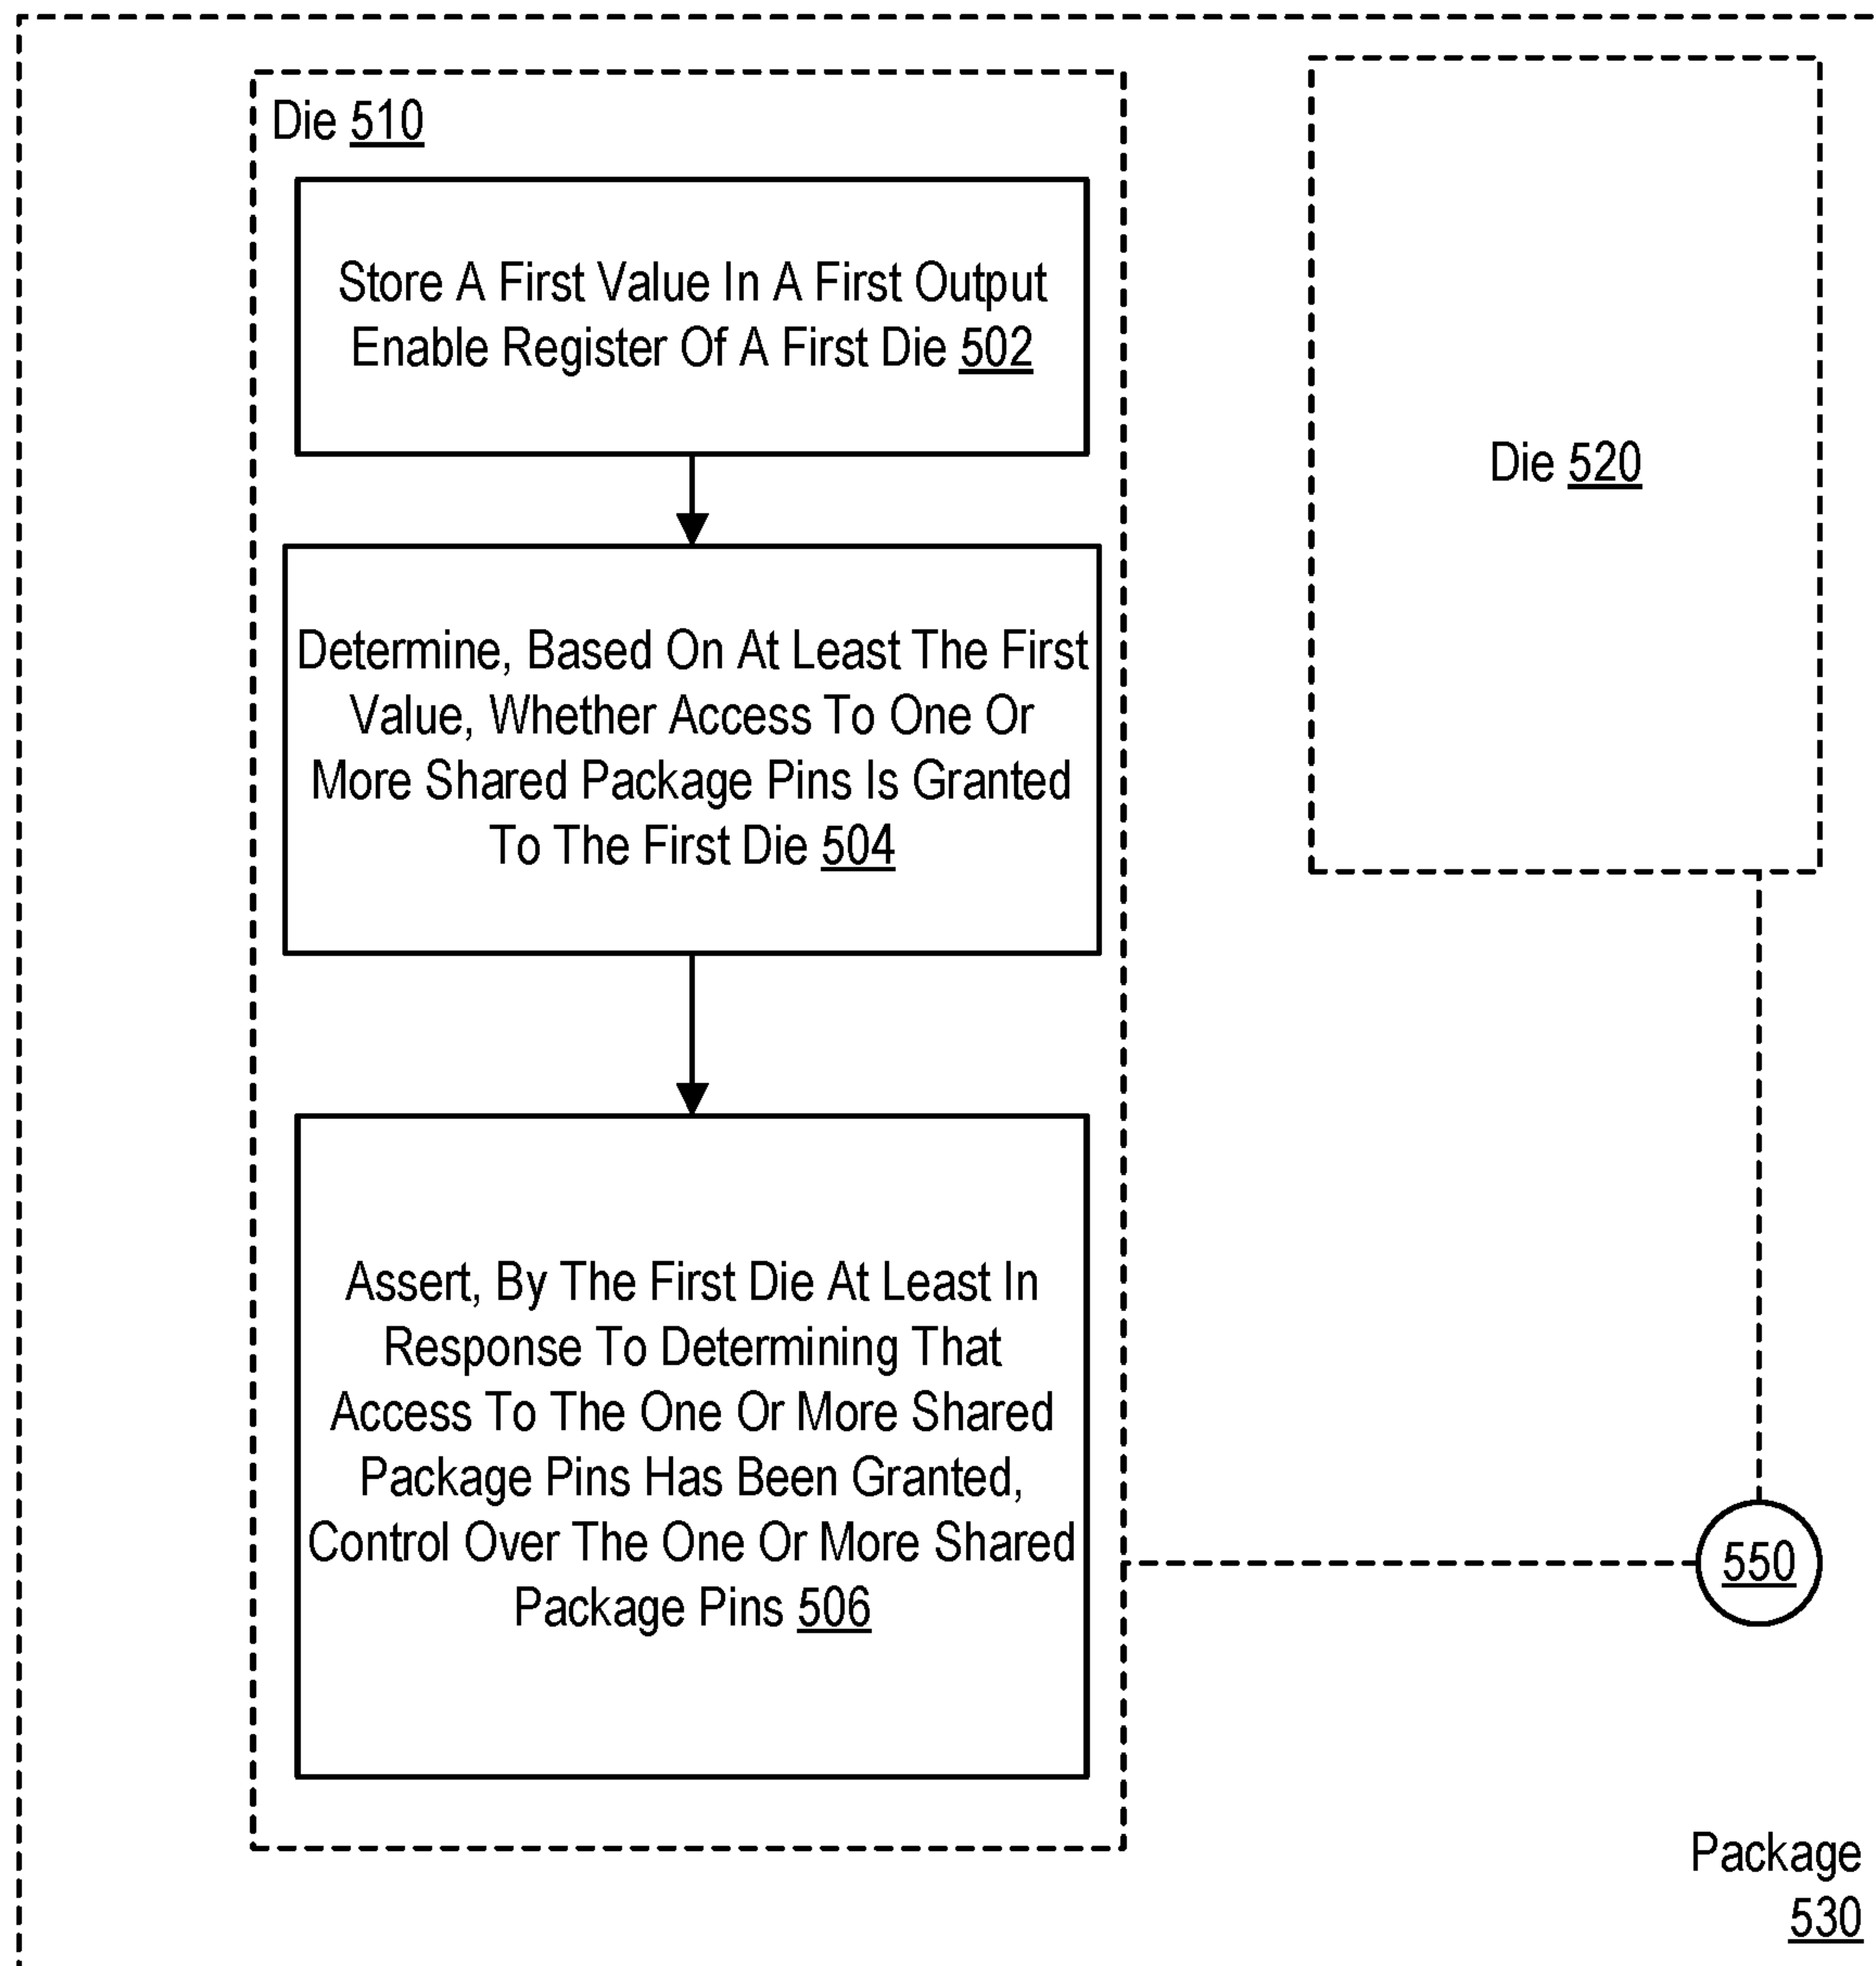 Die 510
Store A First Value In A First Output
Enable Register Of A First Die 502
Determine, Based On At Least The First
Value, Whether Access To One Or
More Shared Package Pins Is Granted
To The First Die 504
Assert, By The First Die At Least In
Response To Determining That
Access To The One Or More Shared
Package Pins Has Been Granted,
Control Over The One Or More Shared
Package Pins 506
Die 520
550
Package
530